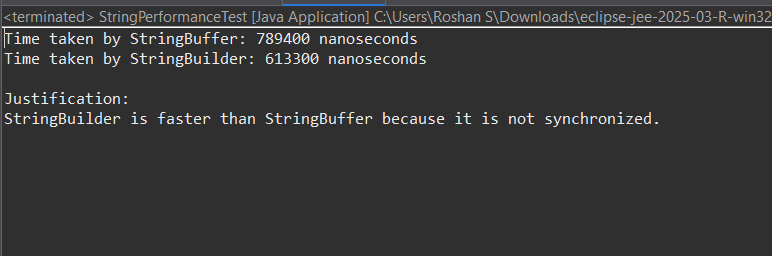 <terminated> StringPerformanceTest [Java Application] C:\Users\Roshan S\Downloads\eclipse-jee-2025-03-R-win32
Time taken by StringBuffer: 789400 nanoseconds
Time taken by StringBuilder: 613300 nanoseconds
Justification:
StringBuilder is faster than StringBuffer because it is not synchronized.